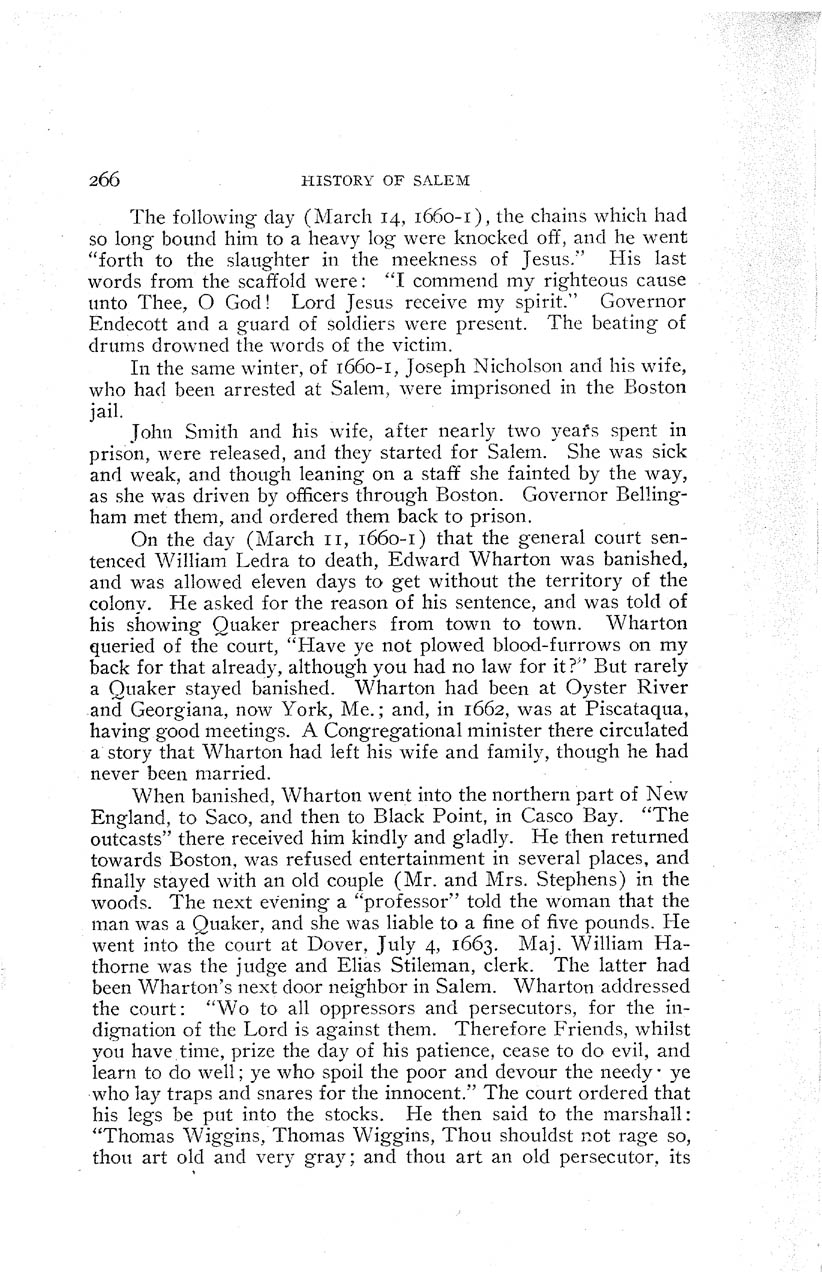 266 HISTORY OF SALEM
The following day (March 14, 1660-1), the chains which had
so long bound him to a heavy log were knocked off, and he went
“forth to the slaughter in the meekness of Jesus.” His last
words from the scaffold were: “I commend my righteous cause
unto Thee, O God! Lord Jesus receive my spirit.” Governor
Endecott and a guard of soldiers were present. The beating of
drums drowned the words of the victim.
In the same winter, of 1660-1, Joseph Nicholson and his wife,
who had been arrested at Salem, were imprisoned in the Boston
jail.
John Smith and his wife, after nearly two years spent in
prison, were released, and they started for Salem. She was sick
and weak, and though leaning on a staff she fainted by the way,
as she was driven by officers through Boston. Governor Belling-
ham met them, and ordered them back to prison.
On the day (March 11, 1660-1) that the general court sen-
tenced William Ledra to death, Edward Wharton was banished,
and was allowed eleven days to get without the territory of the
colony. He asked for the reason of his sentence, and was told of
his showing Quaker preachers from town to town. Wharton
queried of the court, “Have ye not plowed blood-furrows on my
back for that already, although you had no law for it?” But rarely
a Quaker stayed banished. Wharton had been at Oyster River
and Georgiana, now York, Me.; and, in 1662, was at Piscataqua,
having good meetings. A Congregational minister there circulated
a story that Wharton had left his wife and family, though he had
never been married.
When banished, Wharton went into the northern part of New
England, to Saco, and then to Black Point, in Casco Bay. “The
outcasts” there received him kindly and gladly. He then returned
towards Boston, was refused entertainment in several places, and
finally stayed with an old couple (Mr. and Mrs. Stephens) in the
woods. The next evening a “professor” told the woman that the
man was a Quaker, and she was liable to a fine of five pounds. He
went into the court at Dover, July 4, 1663. Maj. William Ha-
thorne was the judge and Elias Stileman, clerk. The latter had
been Wharton’s next door neighbor in Salem. Wharton addressed
the court: “Wo to all oppressors and persecutors, for the in-
dignation of the Lord is against them. Therefore Friends, whilst
you have time, prize the day of his patience, cease to do evil, and
learn to do well; ye who spoil the poor and devour the needy· ye
who lay traps and snares for the innocent.” The court ordered that
his legs be put into the stocks. He then said to the marshall:
“Thomas Wiggins, Thomas Wiggins, Thou shouldst not rage so,
thou art old and very gray; and thou art an old persecutor, its